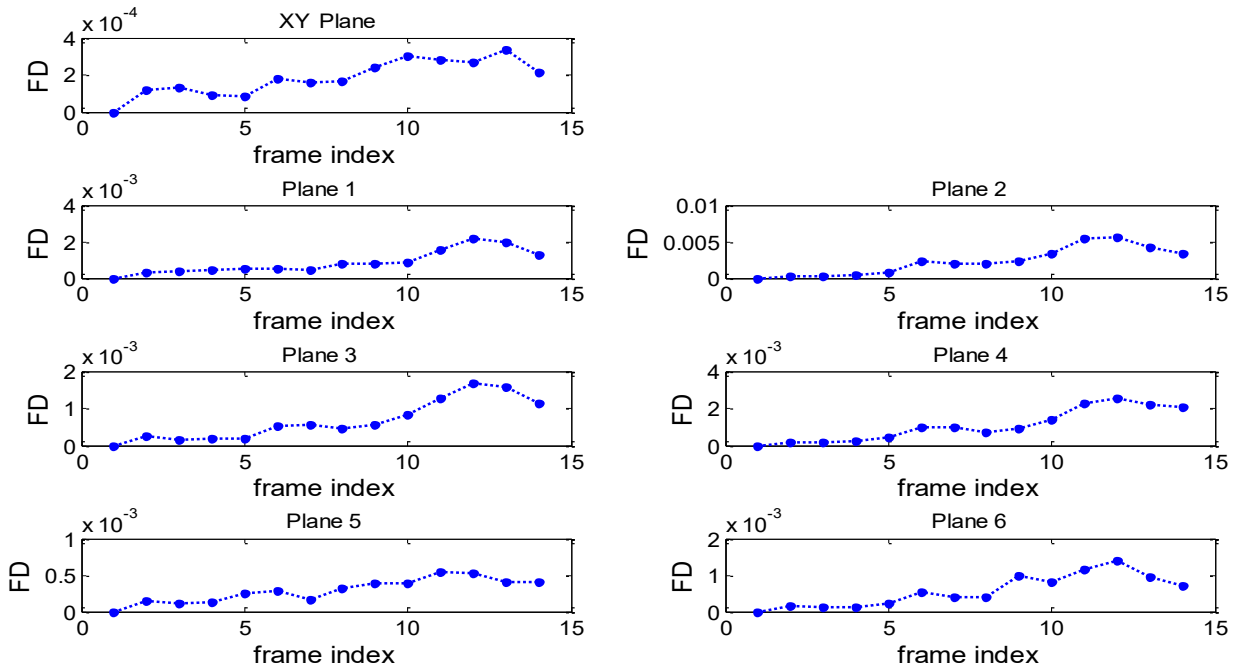 x 10^-4
XY Plane
4
2
0
FD
0 5 10 15
frame index
x 10^-3
Plane 1
4
2
0
FD
0 5 10 15
frame index
Plane 2
0.01
0.005
0
FD
0 5 10 15
frame index
x 10^-3
Plane 3
2
1
0
FD
0 5 10 15
frame index
x 10^-3
Plane 4
4
2
0
FD
0 5 10 15
frame index
x 10^-3
Plane 5
1
0.5
0
FD
0 5 10 15
frame index
x 10^-3
Plane 6
2
1
0
FD
0 5 10 15
frame index